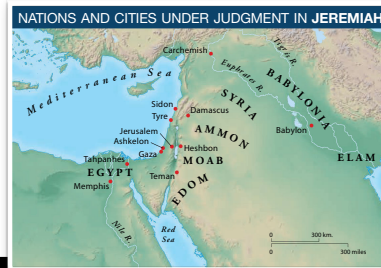 NATIONS AND CITIES UNDER JUDGMENT IN JEREMIAH
Carchemish
Tigris R.
Euphrates R.
Mediterranean Sea
BABYLONIA
SYRIA
Sidon
Damascus
Tyre
AMMON
Babylon
Jerusalem
Ashkelon
Heshbon
ELAM
Gaza
MOAB
Tahpanhes
EGYPT
Teman
EDOM
Memphis
Nile R.
Red
Sea
0 300 km.
0 300 miles